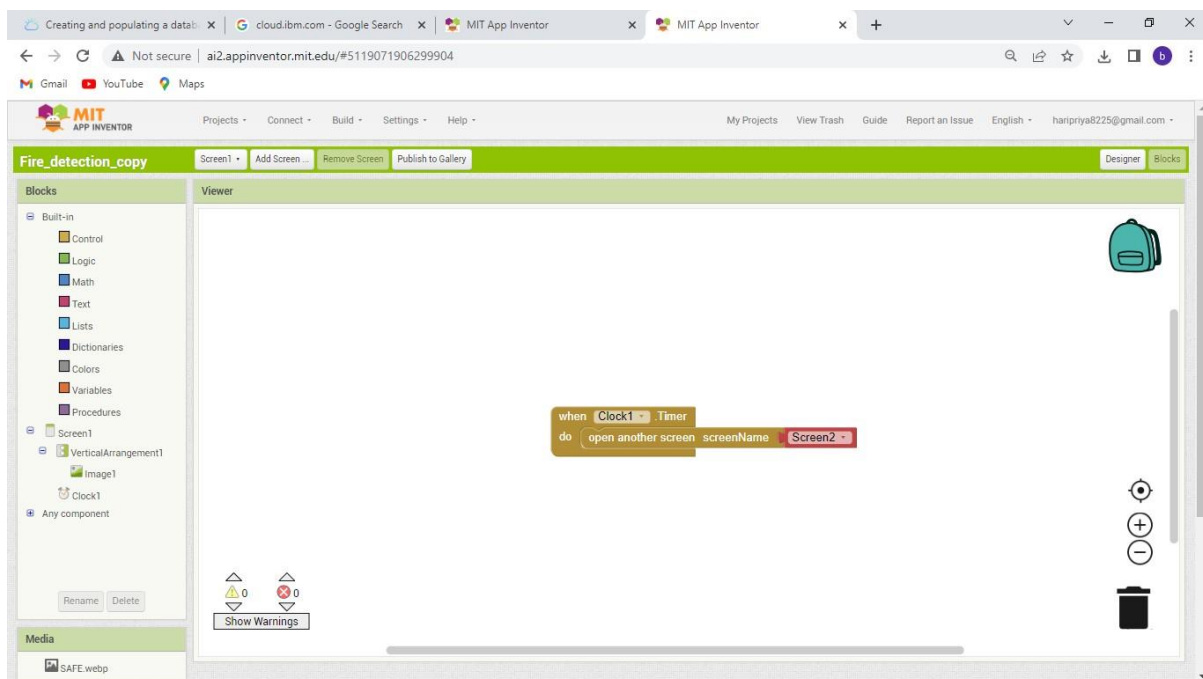 Creating and populating a datab
cloud.ibm.com - Google Search
MIT App Inventor
MIT App Inventor
Not secure | ai2.appinventor.mit.edu/#5119071906299904
b
Gmail YouTube Maps
MIT
APP INVENTOR
Projects Connect Build Settings Help My Projects View Trash Guide Report an Issue English haripriya8225@gmail.com
Fire_detection_copy Screen1 Add Screen ... Remove Screen Publish to Gallery Designer Blocks
Blocks
Viewer
Built-in
Control
Logic
Math
Text
Lists
Dictionaries
Colors
Variables
Procedures
Screen1
VerticalArrangement1
Image1
Clock1
Any component
Rename Delete
when Clock1 .Timer
do open another screen screenName Screen2
0 0
Show Warnings
Media
SAFE.webp